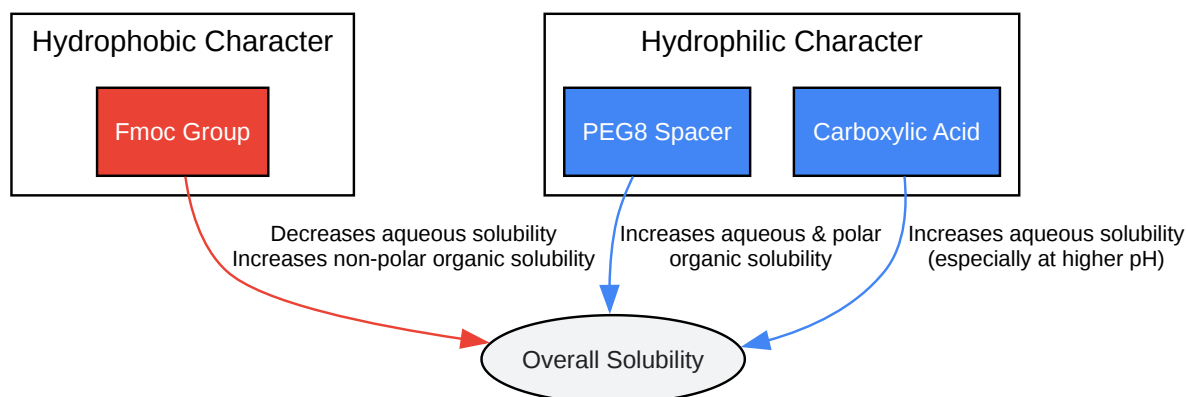 Hydrophobic Character
Hydrophilic Character
Fmoc Group
PEG8 Spacer
Carboxylic Acid
Decreases aqueous solubility
Increases non-polar organic solubility
Increases aqueous & polar
organic solubility
Increases aqueous solubility
(especially at higher pH)
Overall Solubility